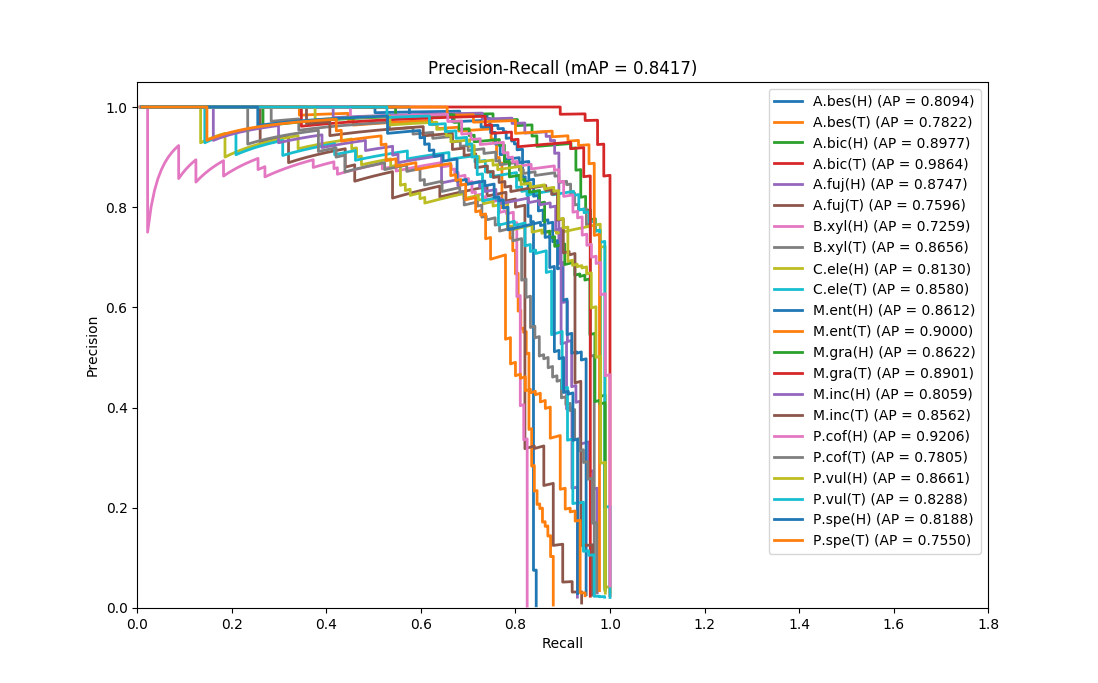 Precision-Recall (mAP = 0.8417)
1.0
0.8
0.6
0.4
0.2
0.0
Precision
0.0 0.2 0.4 0.6 0.8 1.0 1.2 1.4 1.6 1.8
Recall
A.bes(H) (AP = 0.8094)
A.bes(T) (AP = 0.7822)
A.bic(H) (AP = 0.8977)
A.bic(T) (AP = 0.9864)
A.fuj(H) (AP = 0.8747)
A.fuj(T) (AP = 0.7596)
B.xyl(H) (AP = 0.7259)
B.xyl(T) (AP = 0.8656)
C.ele(H) (AP = 0.8130)
C.ele(T) (AP = 0.8580)
M.ent(H) (AP = 0.8612)
M.ent(T) (AP = 0.9000)
M.gra(H) (AP = 0.8622)
M.gra(T) (AP = 0.8901)
M.inc(H) (AP = 0.8059)
M.inc(T) (AP = 0.8562)
P.cof(H) (AP = 0.9206)
P.cof(T) (AP = 0.7805)
P.vul(H) (AP = 0.8661)
P.vul(T) (AP = 0.8288)
P.spe(H) (AP = 0.8188)
P.spe(T) (AP = 0.7550)